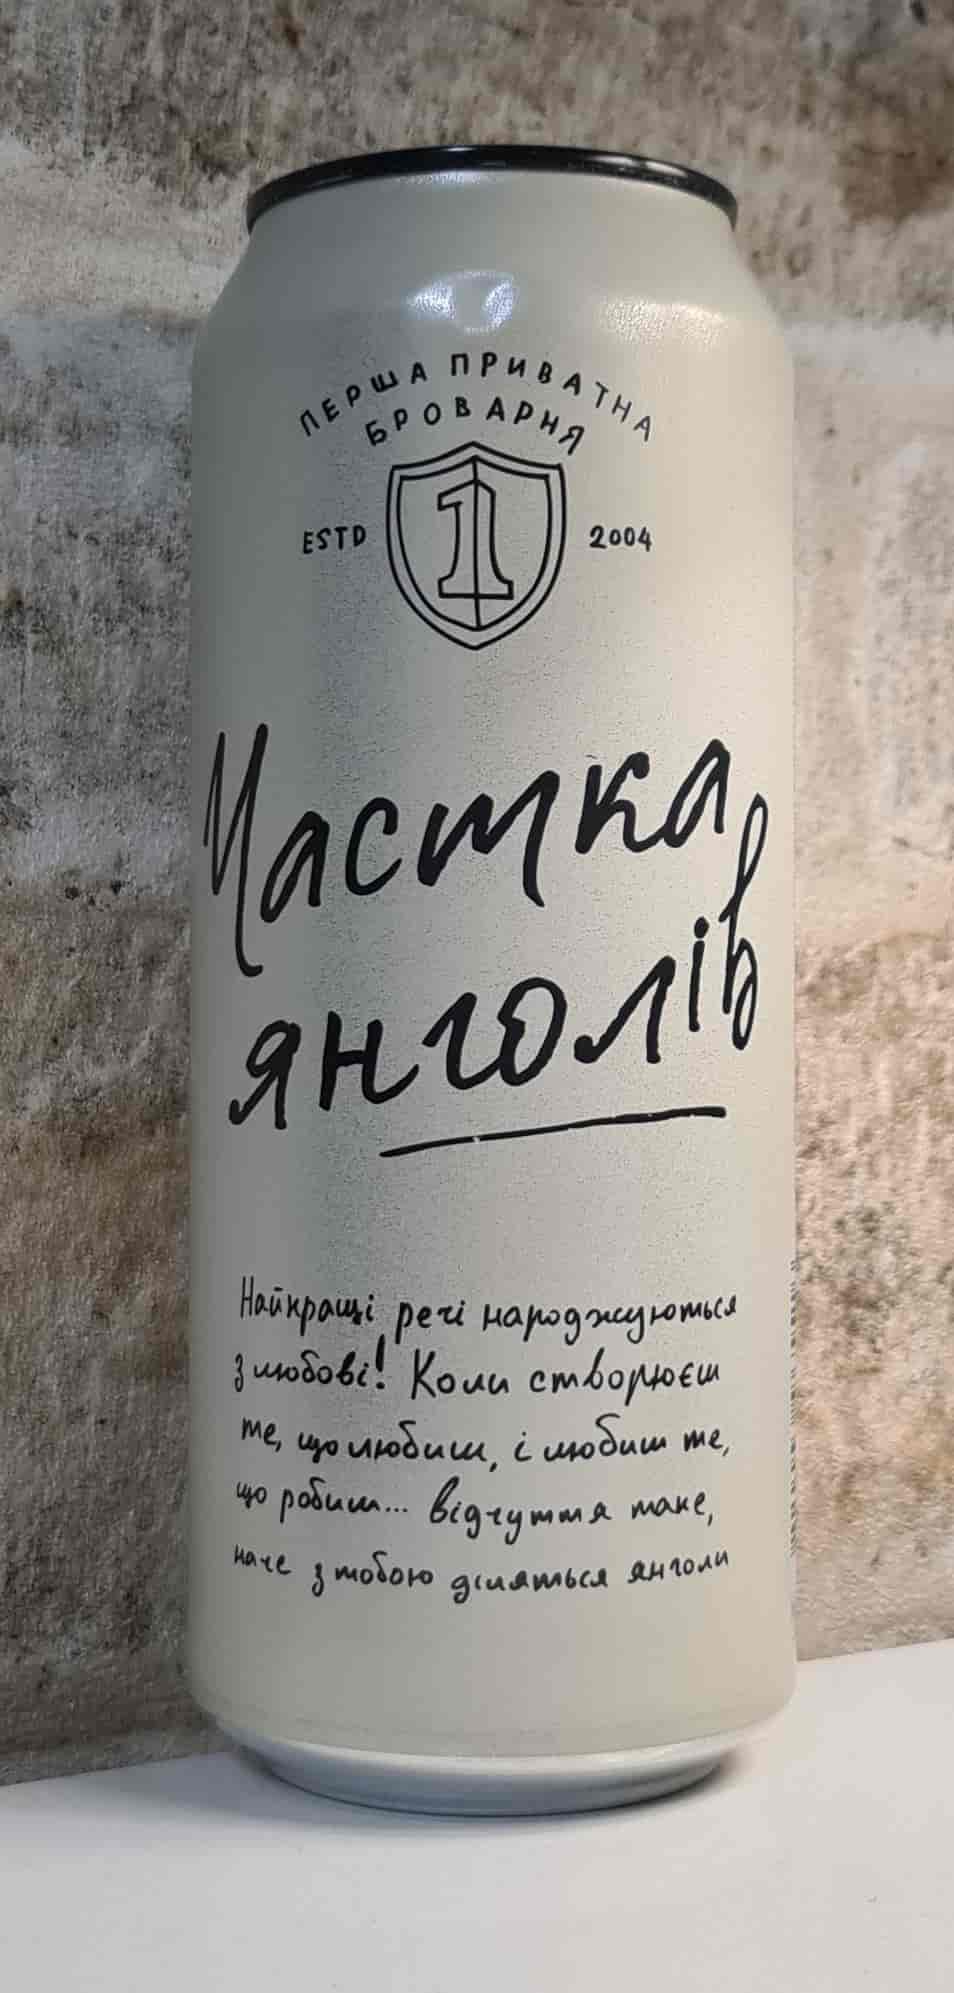 ПЕРША ПРИВАТНА
БРОВАРНЯ
ESTD 1 2004
Частка
янголів
Найкращі речі народжуються
з любові! Коли створюєш
те, що любиш, і любиш те,
що робиш... відчуття таке,
наче з тобою діляться янголи